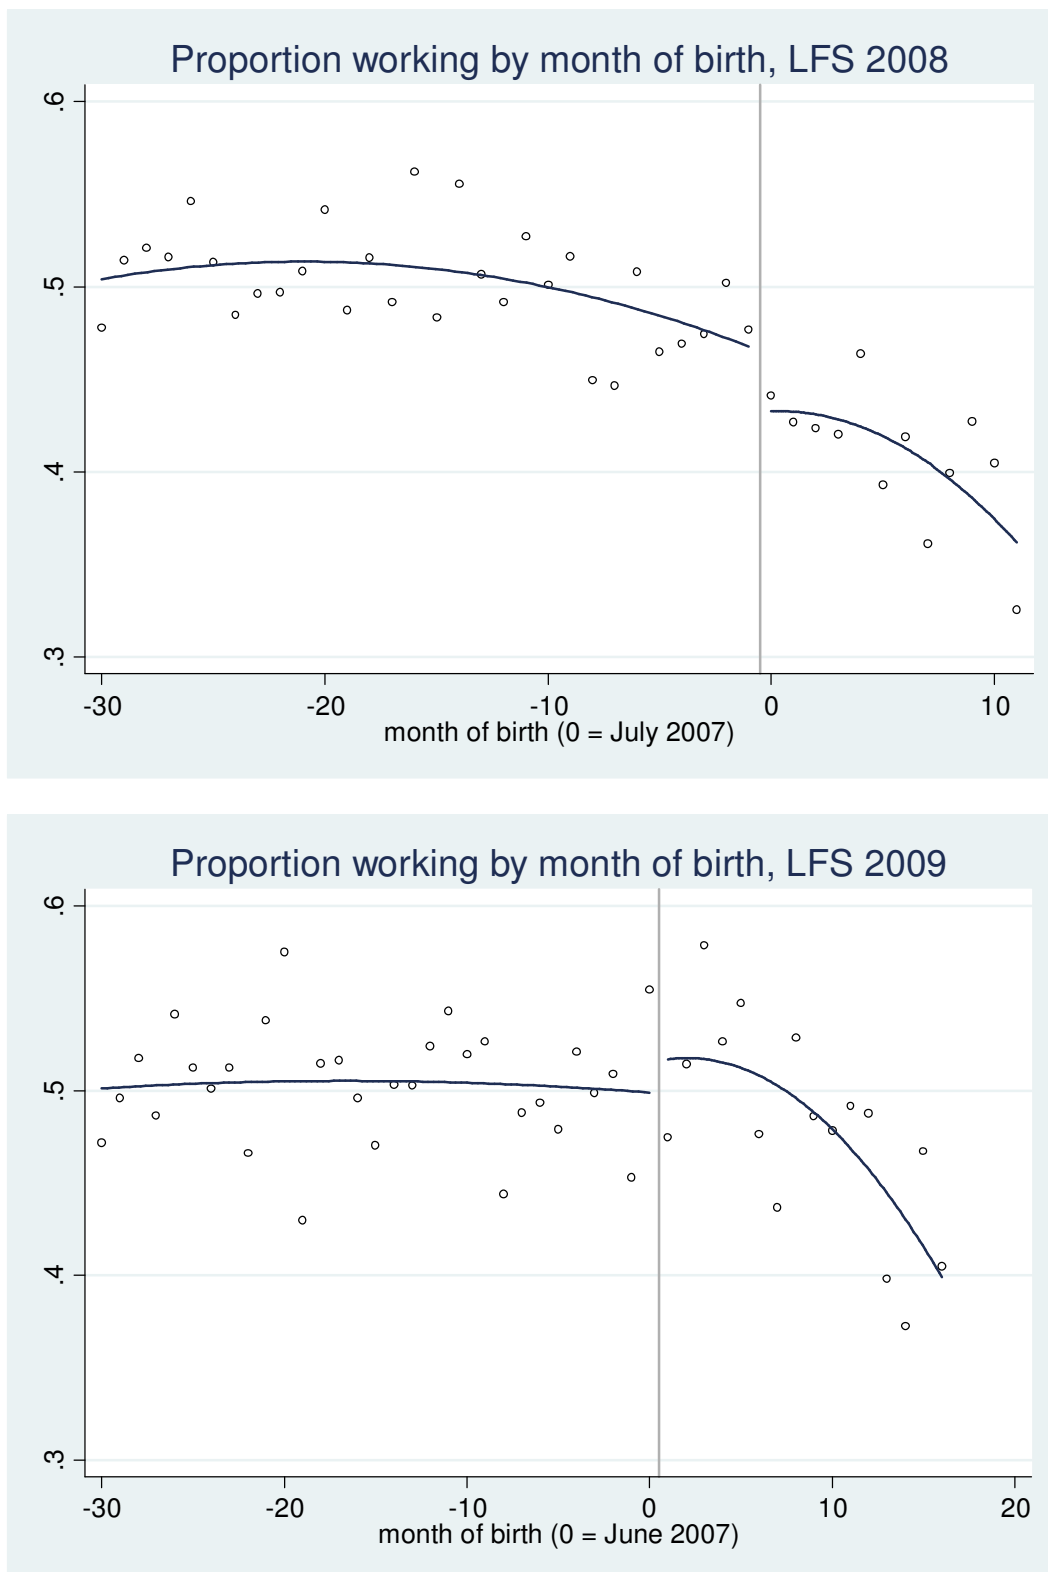 Proportion working by month of birth, LFS 2008
.6
.5
.4
.3
-30 -20 -10 0 10
month of birth (0 = July 2007)
Proportion working by month of birth, LFS 2009
.6
.5
.4
.3
-30 -20 -10 0 10 20
month of birth (0 = June 2007)